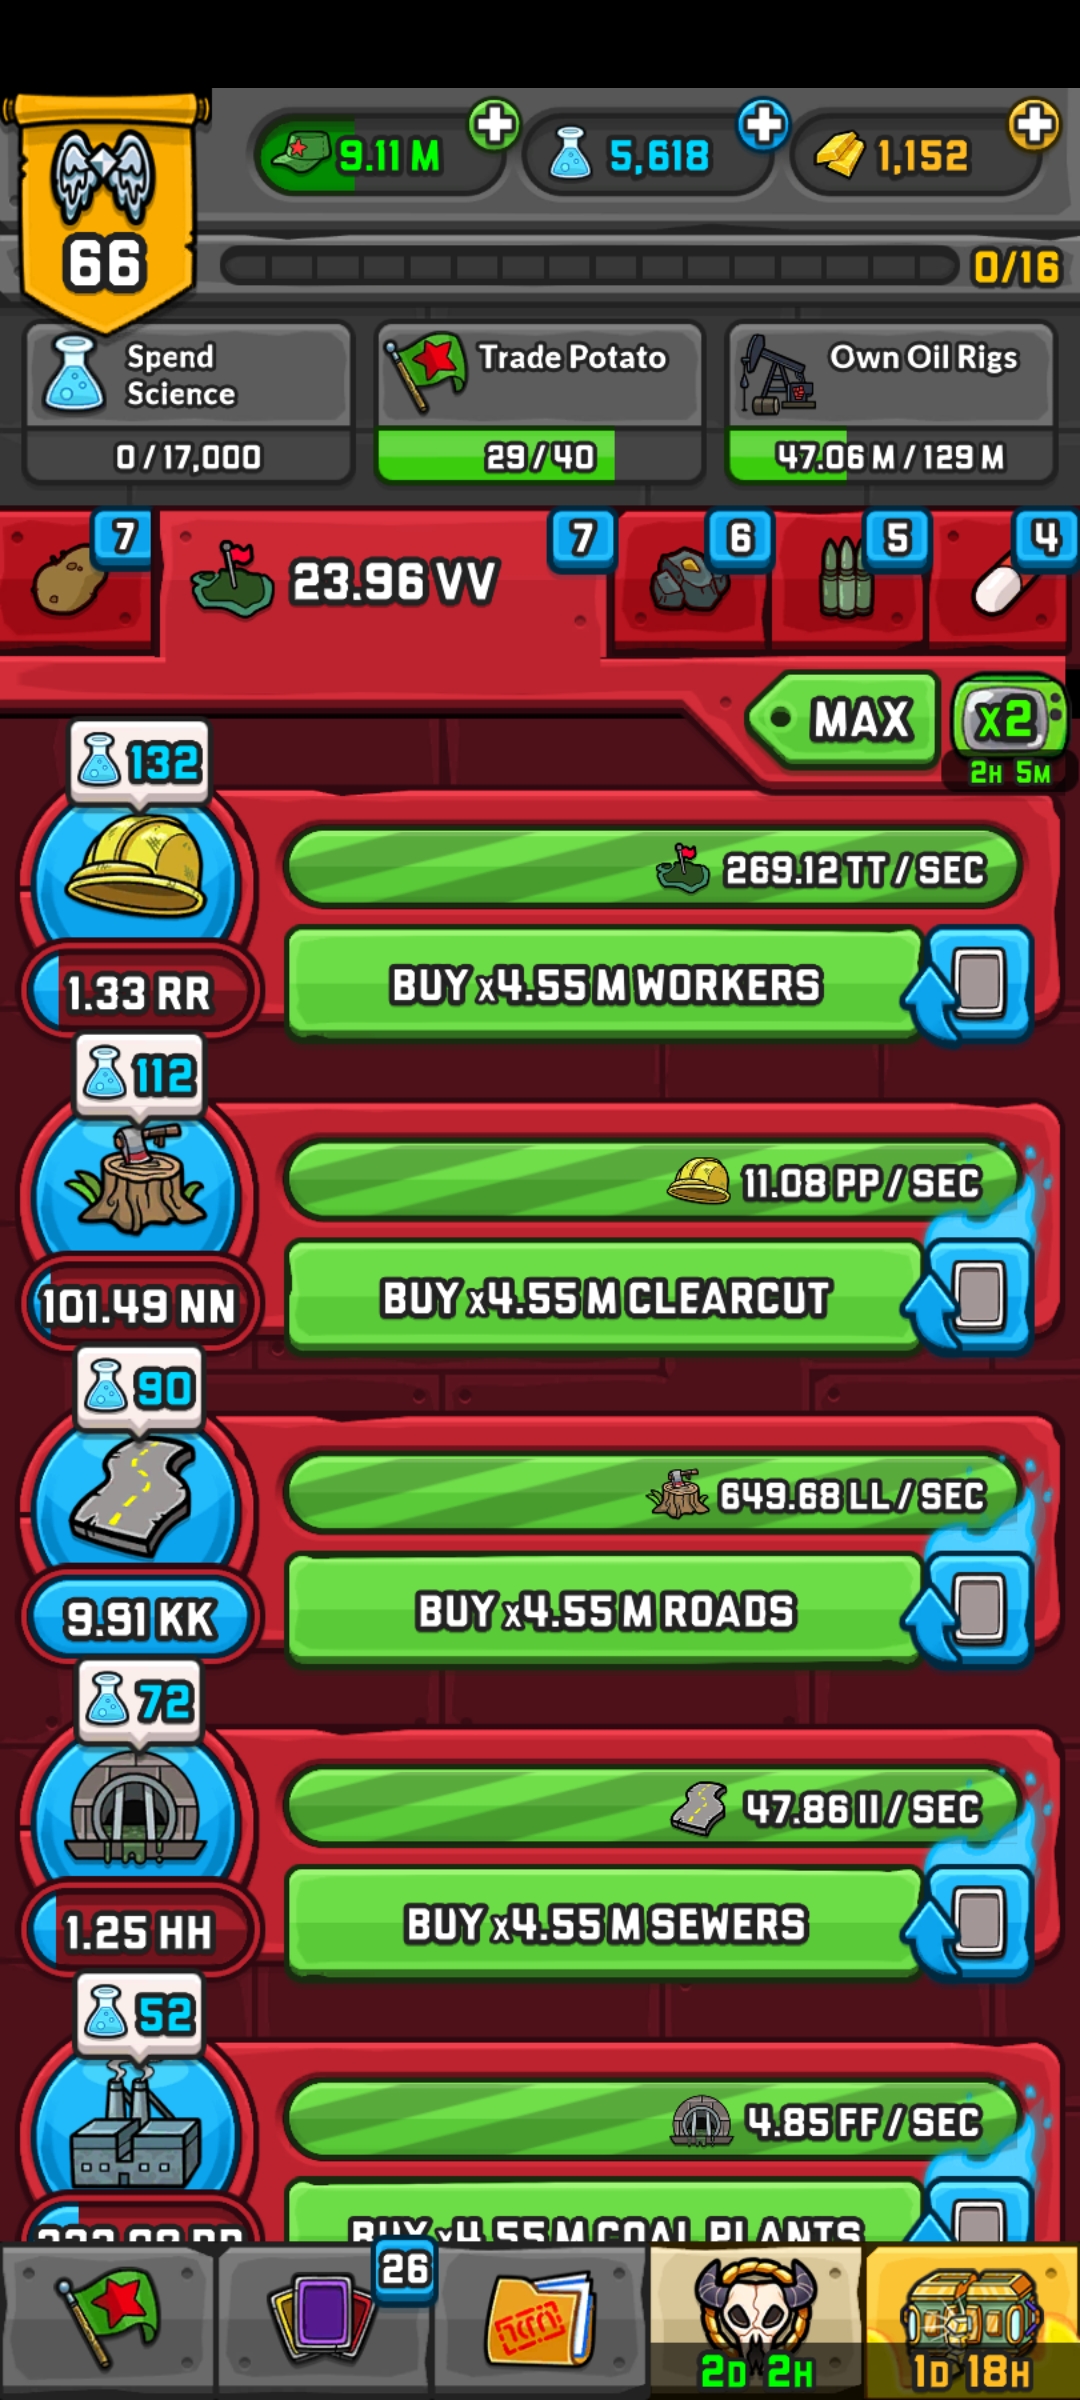 9.11 M
5,618
1,152
66
0/16
Spend
Science
0 / 17,000
Trade Potato
29 / 40
Own Oil Rigs
47.06 M / 129 M
7
23.96 VV
7
6
5
4
MAX
x2
2H 5M
132
269.12 TT / SEC
1.33 RR
BUY x4.55 M WORKERS
112
11.08 PP / SEC
101.49 NN
BUY x4.55 M CLEARCUT
90
649.68 LL / SEC
9.91 KK
BUY x4.55 M ROADS
72
47.86 II / SEC
1.25 HH
BUY x4.55 M SEWERS
52
4.85 FF / SEC
BUY x4.55 M COAL PLANTS
26
2D 2H
1D 18H